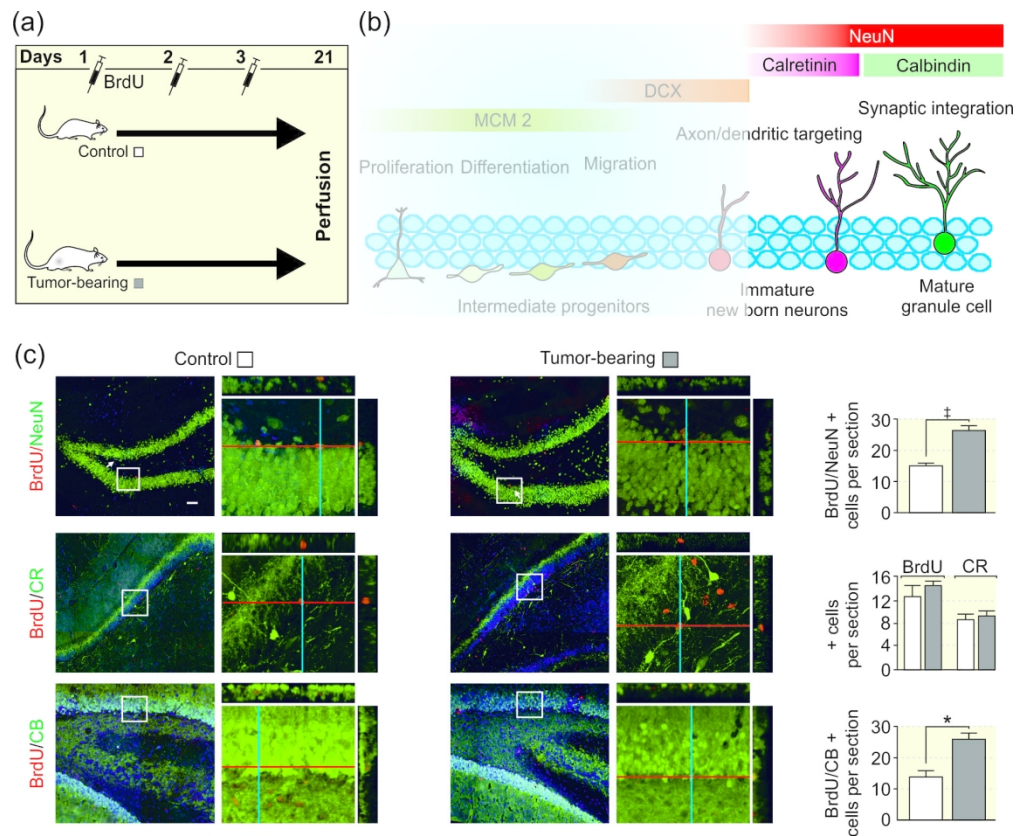 (a)
Days 1 2 3 21
BrdU
Control
Tumor-bearing
Perfusion
(b)
NeuN
Calretinin Calbindin
DCX
MCM 2
Synaptic integration
Axon/dendritic targeting
Proliferation Differentiation Migration
Intermediate progenitors
Immature
new born neurons
Mature
granule cell
(c)
Control
Tumor-bearing
BrdU/NeuN
BrdU/NeuN +
cells per section
30
20
10
0
‡
BrdU/CR
+ cells
per section
BrdU CR
16
12
8
4
0
BrdU/CB
BrdU/CB +
cells per section
30
20
10
0
*